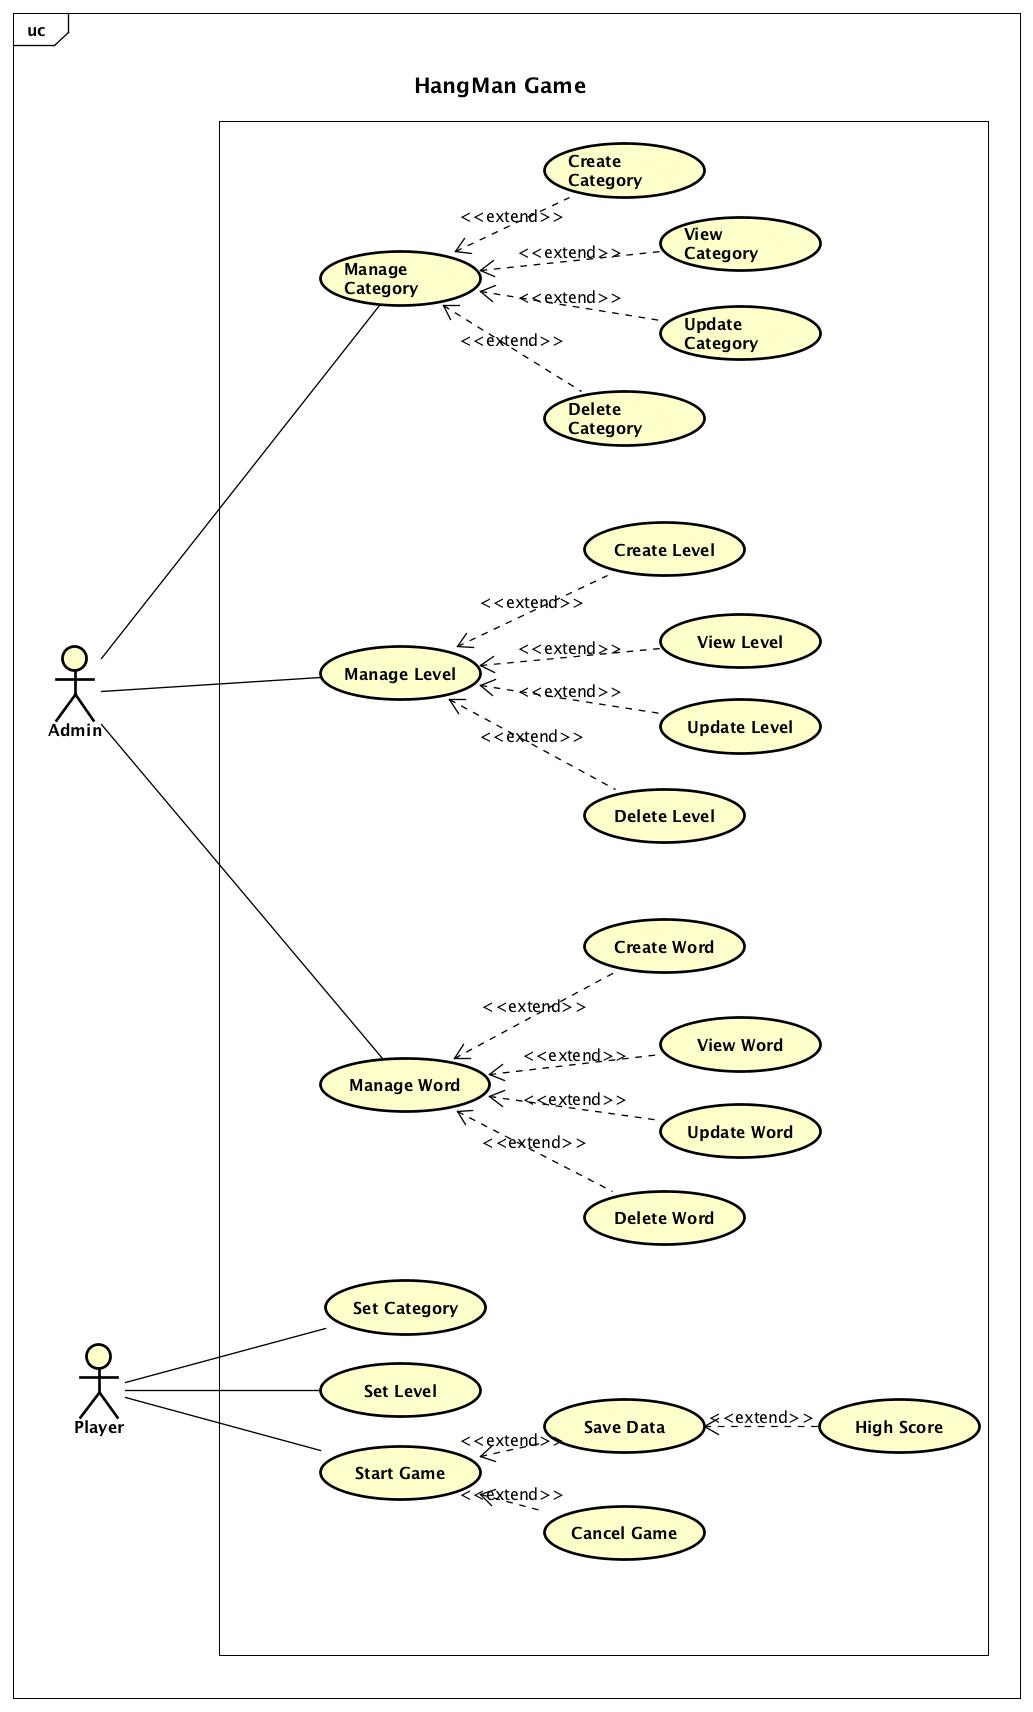 uc
HangMan Game
Create
Category
<<extend>>
View
Category
<<extend>>
Manage
Category
<<extend>>
Update
Category
<<extend>>
Delete
Category
Create Level
<<extend>>
View Level
<<extend>>
Manage Level
<<extend>>
Update Level
Admin
<<extend>>
Delete Level
Create Word
<<extend>>
View Word
<<extend>>
Manage Word
<<extend>>
Update Word
<<extend>>
Delete Word
Set Category
Set Level
Player
<<extend>>
Save Data
<<extend>>
High Score
Start Game
<<extend>>
Cancel Game